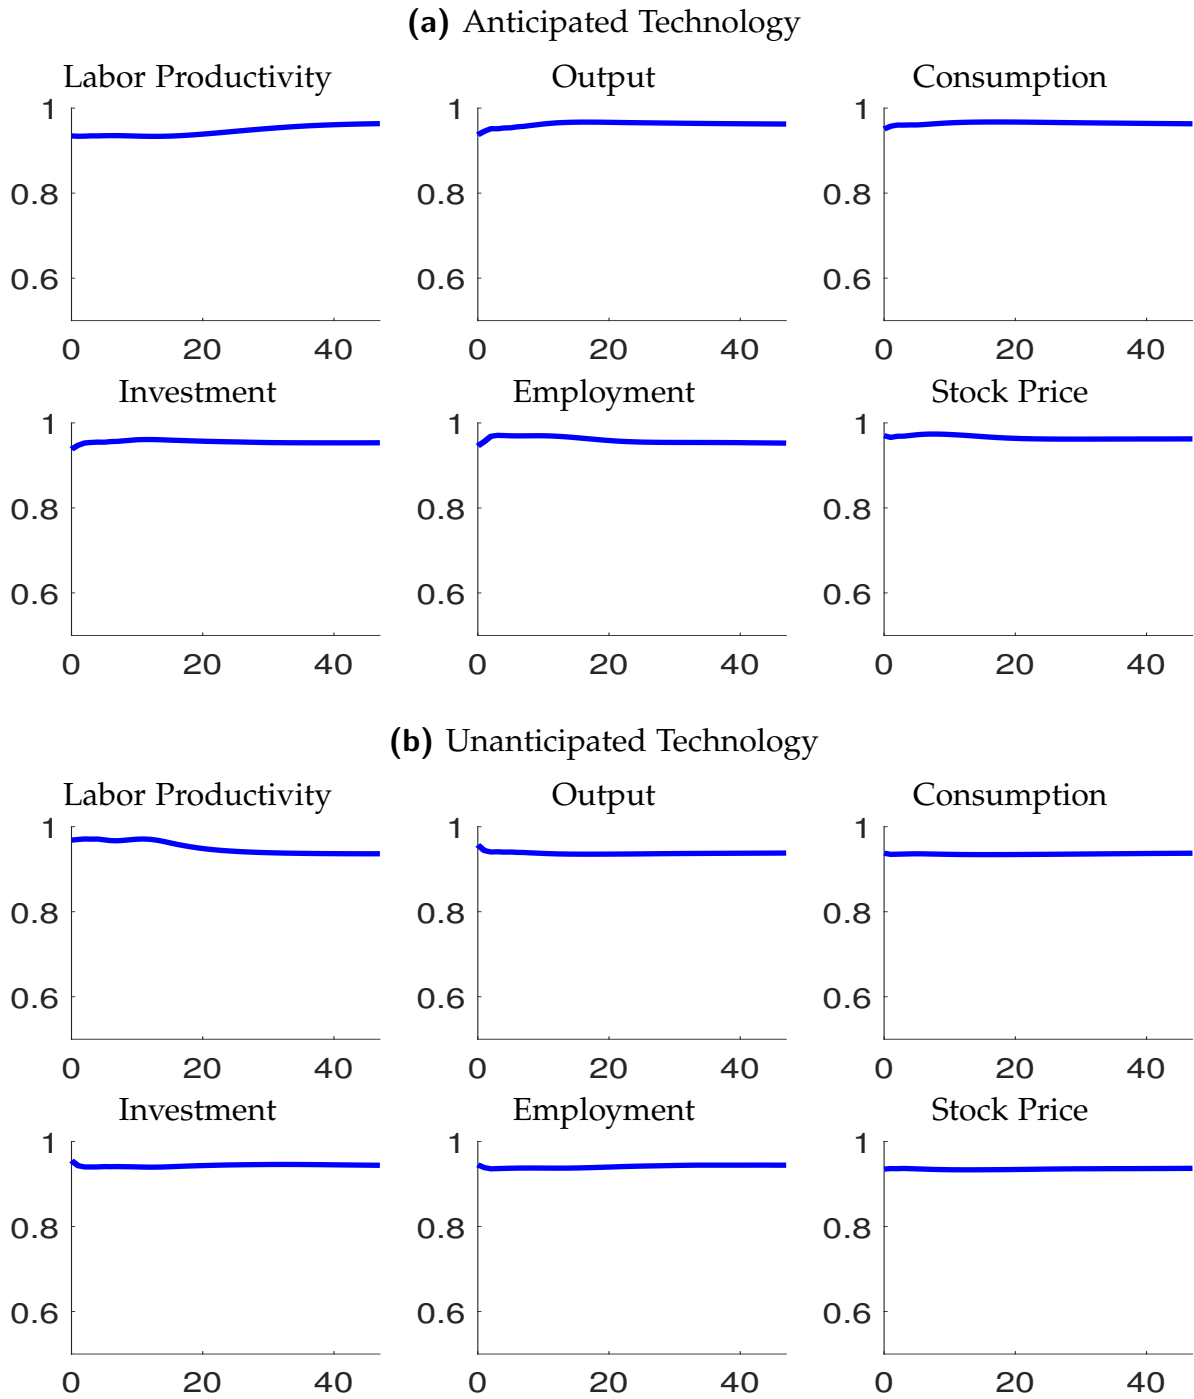 (a) Anticipated Technology
Labor Productivity Output Consumption
1 1 1
0.8 0.8 0.8
0.6 0.6 0.6
0 20 40 0 20 40 0 20 40
Investment Employment Stock Price
1 1 1
0.8 0.8 0.8
0.6 0.6 0.6
0 20 40 0 20 40 0 20 40
(b) Unanticipated Technology
Labor Productivity Output Consumption
1 1 1
0.8 0.8 0.8
0.6 0.6 0.6
0 20 40 0 20 40 0 20 40
Investment Employment Stock Price
1 1 1
0.8 0.8 0.8
0.6 0.6 0.6
0 20 40 0 20 40 0 20 40